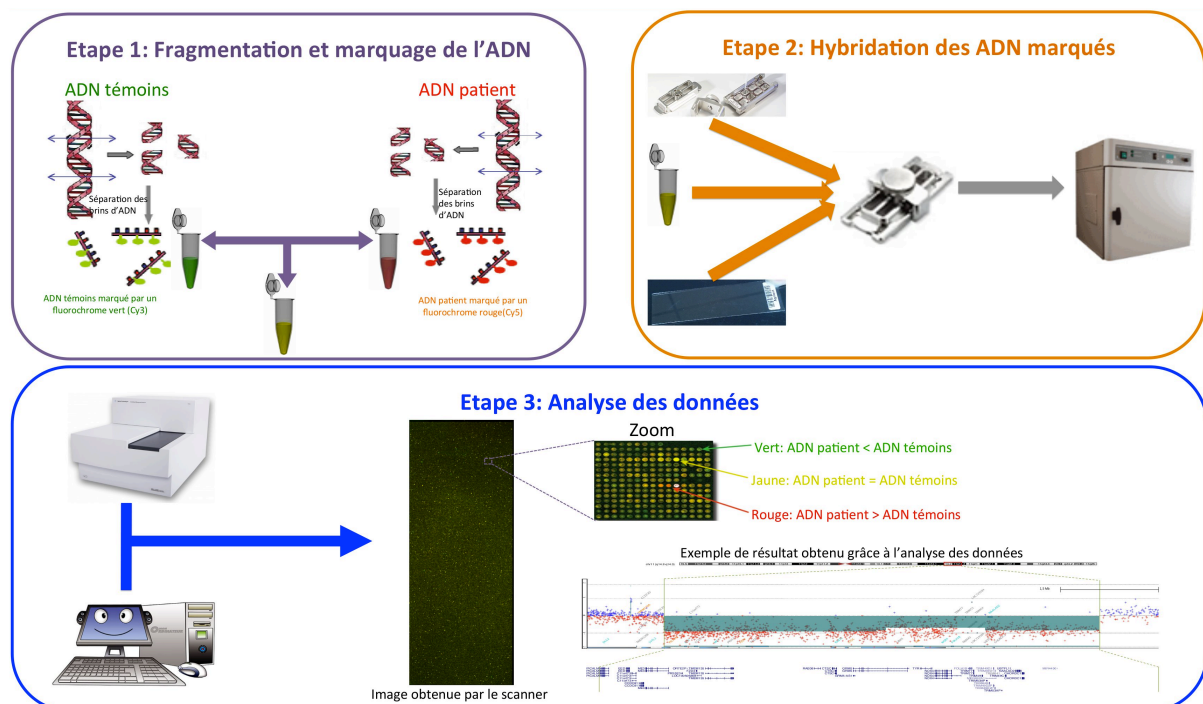 Etape 1: Fragmentation et marquage de l'ADN
ADN témoins
ADN patient
Séparation des
brins d'ADN
Séparation
des brins
d'ADN
ADN témoins marqué par un
fluorochrome vert (Cy3)
ADN patient marqué par un
fluorochrome rouge(Cy5)
Etape 2: Hybridation des ADN marqués
Etape 3: Analyse des données
Zoom
Vert: ADN patient < ADN témoins
Jaune: ADN patient = ADN témoins
Rouge: ADN patient > ADN témoins
Exemple de résultat obtenu grâce à l'analyse des données
Image obtenue par le scanner